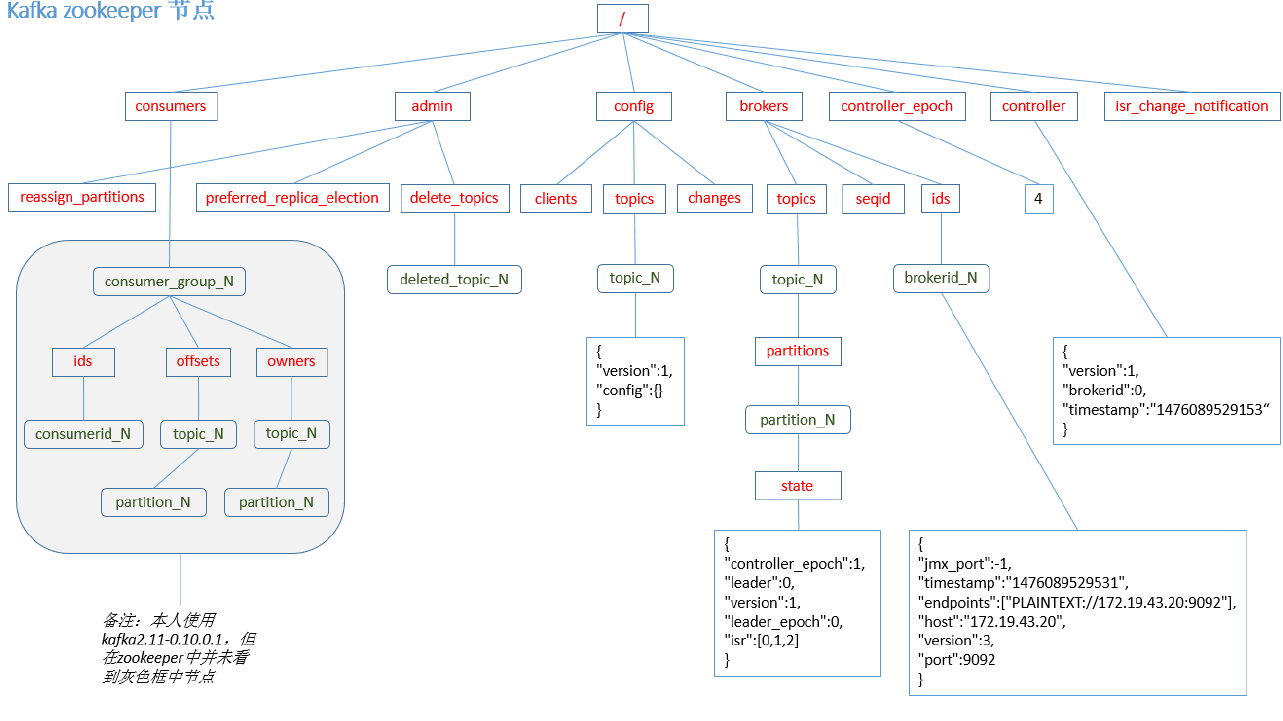 Kafka zookeeper 节点
/
consumers
admin
config
brokers
controller_epoch
controller
isr_change_notification
reassign_partitions
preferred_replica_election
delete_topics
clients
topics
changes
topics
seqid
ids
4
consumer_group_N
deleted_topic_N
topic_N
topic_N
brokerid_N
ids
offsets
owners
{
"version":1,
"config":{}
}
partitions
{
"version":1,
"brokerid":0,
"timestamp":"1476089529153“
}
consumerid_N
topic_N
topic_N
partition_N
partition_N
partition_N
state
{
"controller_epoch":1,
"leader":0,
"version":1,
"leader_epoch":0,
"isr":[0,1,2]
}
{
"jmx_port":-1,
"timestamp":"1476089529531",
"endpoints":["PLAINTEXT://172.19.43.20:9092"],
"host":"172.19.43.20",
"version":3,
"port":9092
}
备注：本人使用
kafka2.11-0.10.0.1，但
在zookeeper中并未看
到灰色框中节点